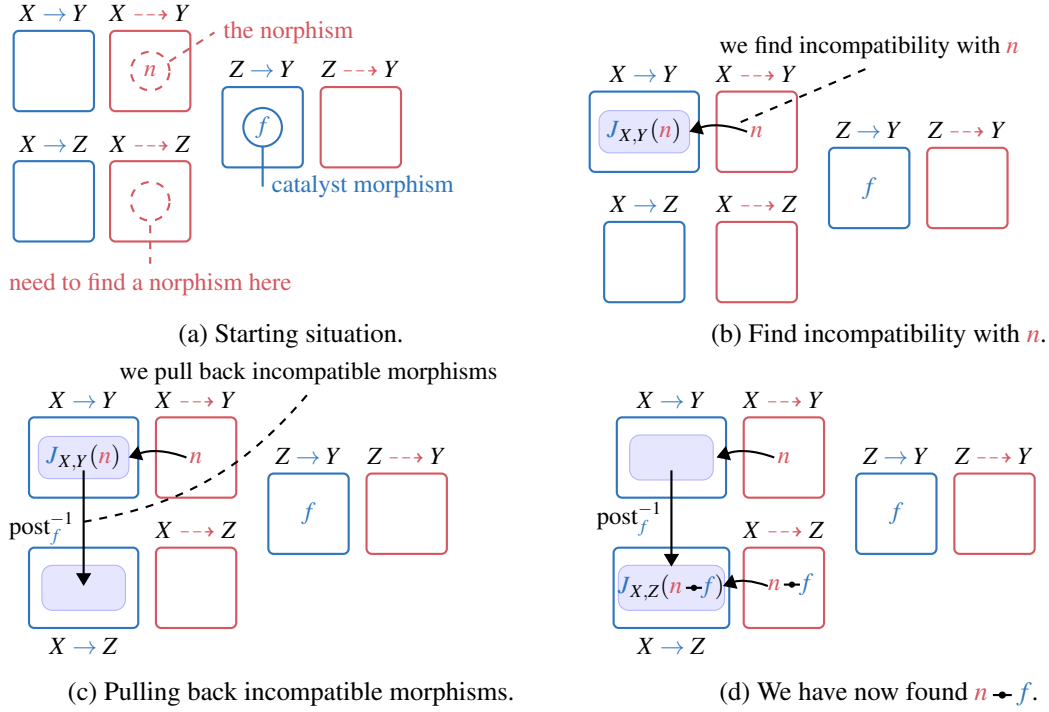 X → Y X ⇢ Y
the norphism
n
Z → Y Z ⇢ Y
f
X → Z X ⇢ Z
catalyst morphism
need to find a norphism here
(a) Starting situation.
we find incompatibility with n
X → Y X ⇢ Y
J_{X,Y}(n) n
Z → Y Z ⇢ Y
f
X → Z X ⇢ Z
(b) Find incompatibility with n.
we pull back incompatible morphisms
X → Y X ⇢ Y
J_{X,Y}(n) n
Z → Y Z ⇢ Y
f
post_f^{-1}
X ⇢ Z
X → Z
(c) Pulling back incompatible morphisms.
X → Y X ⇢ Y
n
Z → Y Z ⇢ Y
f
post_f^{-1}
X ⇢ Z
J_{X,Z}(n ⟜ f) n ⟜ f
X → Z
(d) We have now found n ⟜ f.